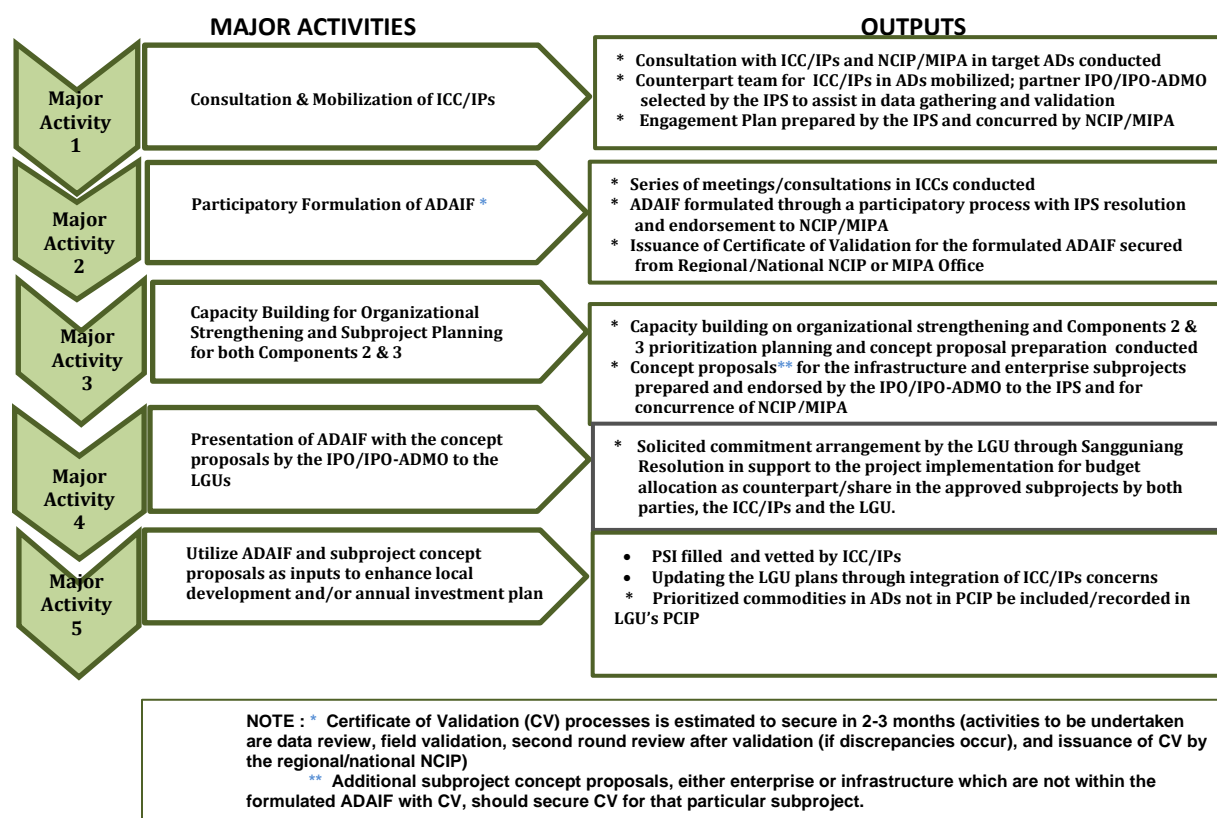 MAJOR ACTIVITIES
OUTPUTS
Major
Activity
1
Consultation & Mobilization of ICC/IPs
* Consultation with ICC/IPs and NCIP/MIPA in target ADs conducted
* Counterpart team for ICC/IPs in ADs mobilized; partner IPO/IPO-ADMO
selected by the IPS to assist in data gathering and validation
* Engagement Plan prepared by the IPS and concurred by NCIP/MIPA
Major
Activity
2
Participatory Formulation of ADAIF *
* Series of meetings/consultations in ICCs conducted
* ADAIF formulated through a participatory process with IPS resolution
and endorsement to NCIP/MIPA
* Issuance of Certificate of Validation for the formulated ADAIF secured
from Regional/National NCIP or MIPA Office
Major
Activity
3
Capacity Building for Organizational
Strengthening and Subproject Planning
for both Components 2 & 3
* Capacity building on organizational strengthening and Components 2 &
3 prioritization planning and concept proposal preparation conducted
* Concept proposals** for the infrastructure and enterprise subprojects
prepared and endorsed by the IPO/IPO-ADMO to the IPS and for
concurrence of NCIP/MIPA
Major
Activity
4
Presentation of ADAIF with the concept
proposals by the IPO/IPO-ADMO to the
LGUs
* Solicited commitment arrangement by the LGU through Sangguniang
Resolution in support to the project implementation for budget
allocation as counterpart/share in the approved subprojects by both
parties, the ICC/IPs and the LGU.
Major
Activity
5
Utilize ADAIF and subproject concept
proposals as inputs to enhance local
development and/or annual investment plan
• PSI filled and vetted by ICC/IPs
• Updating the LGU plans through integration of ICC/IPs concerns
* Prioritized commodities in ADs not in PCIP be included/recorded in
LGU's PCIP
NOTE : * Certificate of Validation (CV) processes is estimated to secure in 2-3 months (activities to be undertaken
are data review, field validation, second round review after validation (if discrepancies occur), and issuance of CV by
the regional/national NCIP)
** Additional subproject concept proposals, either enterprise or infrastructure which are not within the
formulated ADAIF with CV, should secure CV for that particular subproject.